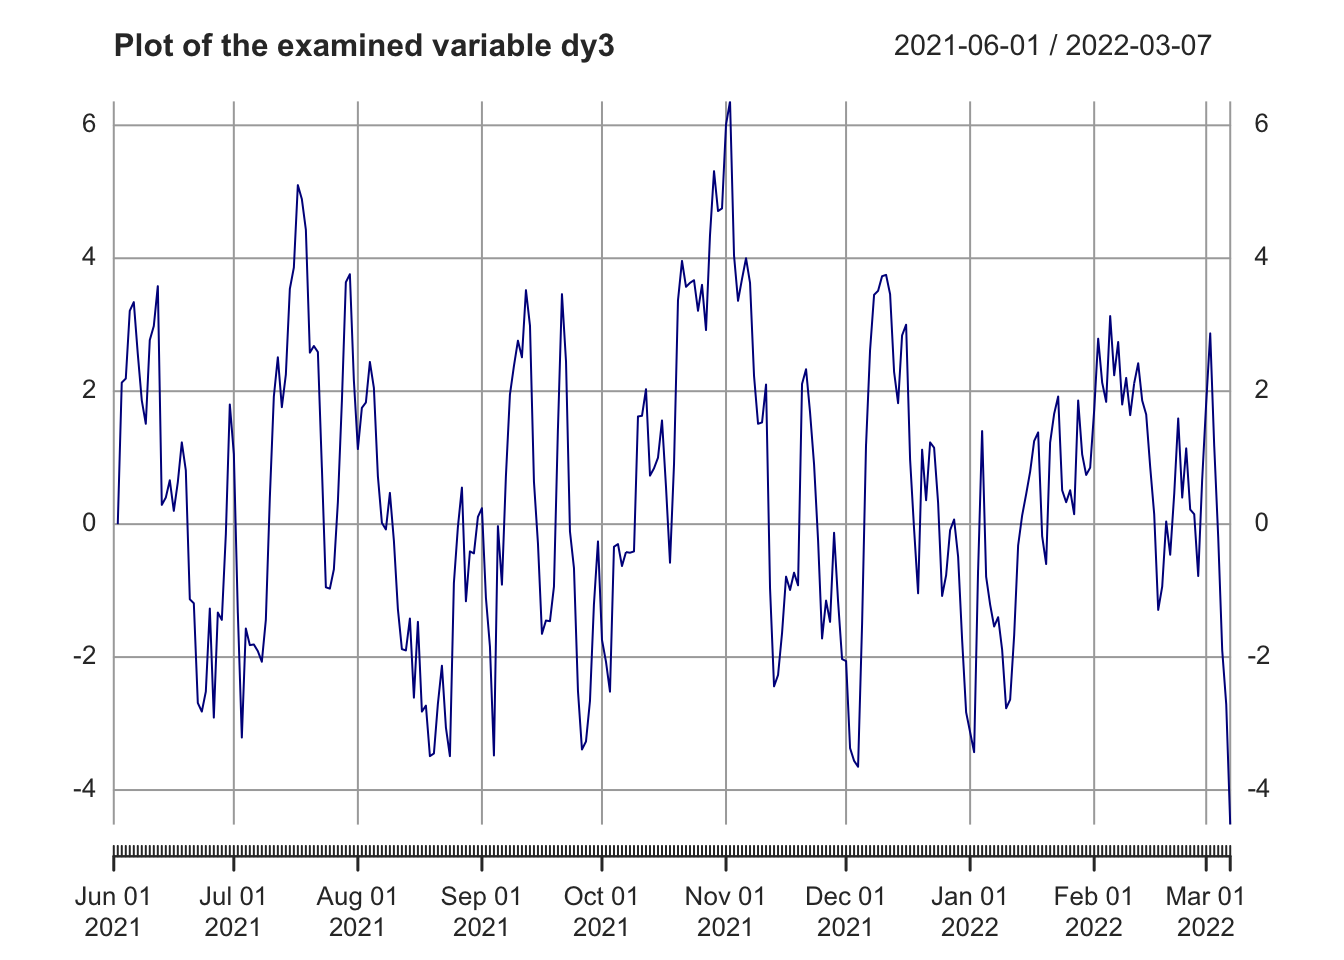 Plot of the examined variable dy3
2021-06-01 / 2022-03-07
6 6
4 4
2 2
0 0
-2 -2
-4 -4
Jun 01 Jul 01 Aug 01 Sep 01 Oct 01 Nov 01 Dec 01 Jan 01 Feb 01 Mar 01
2021 2021 2021 2021 2021 2021 2021 2022 2022 2022